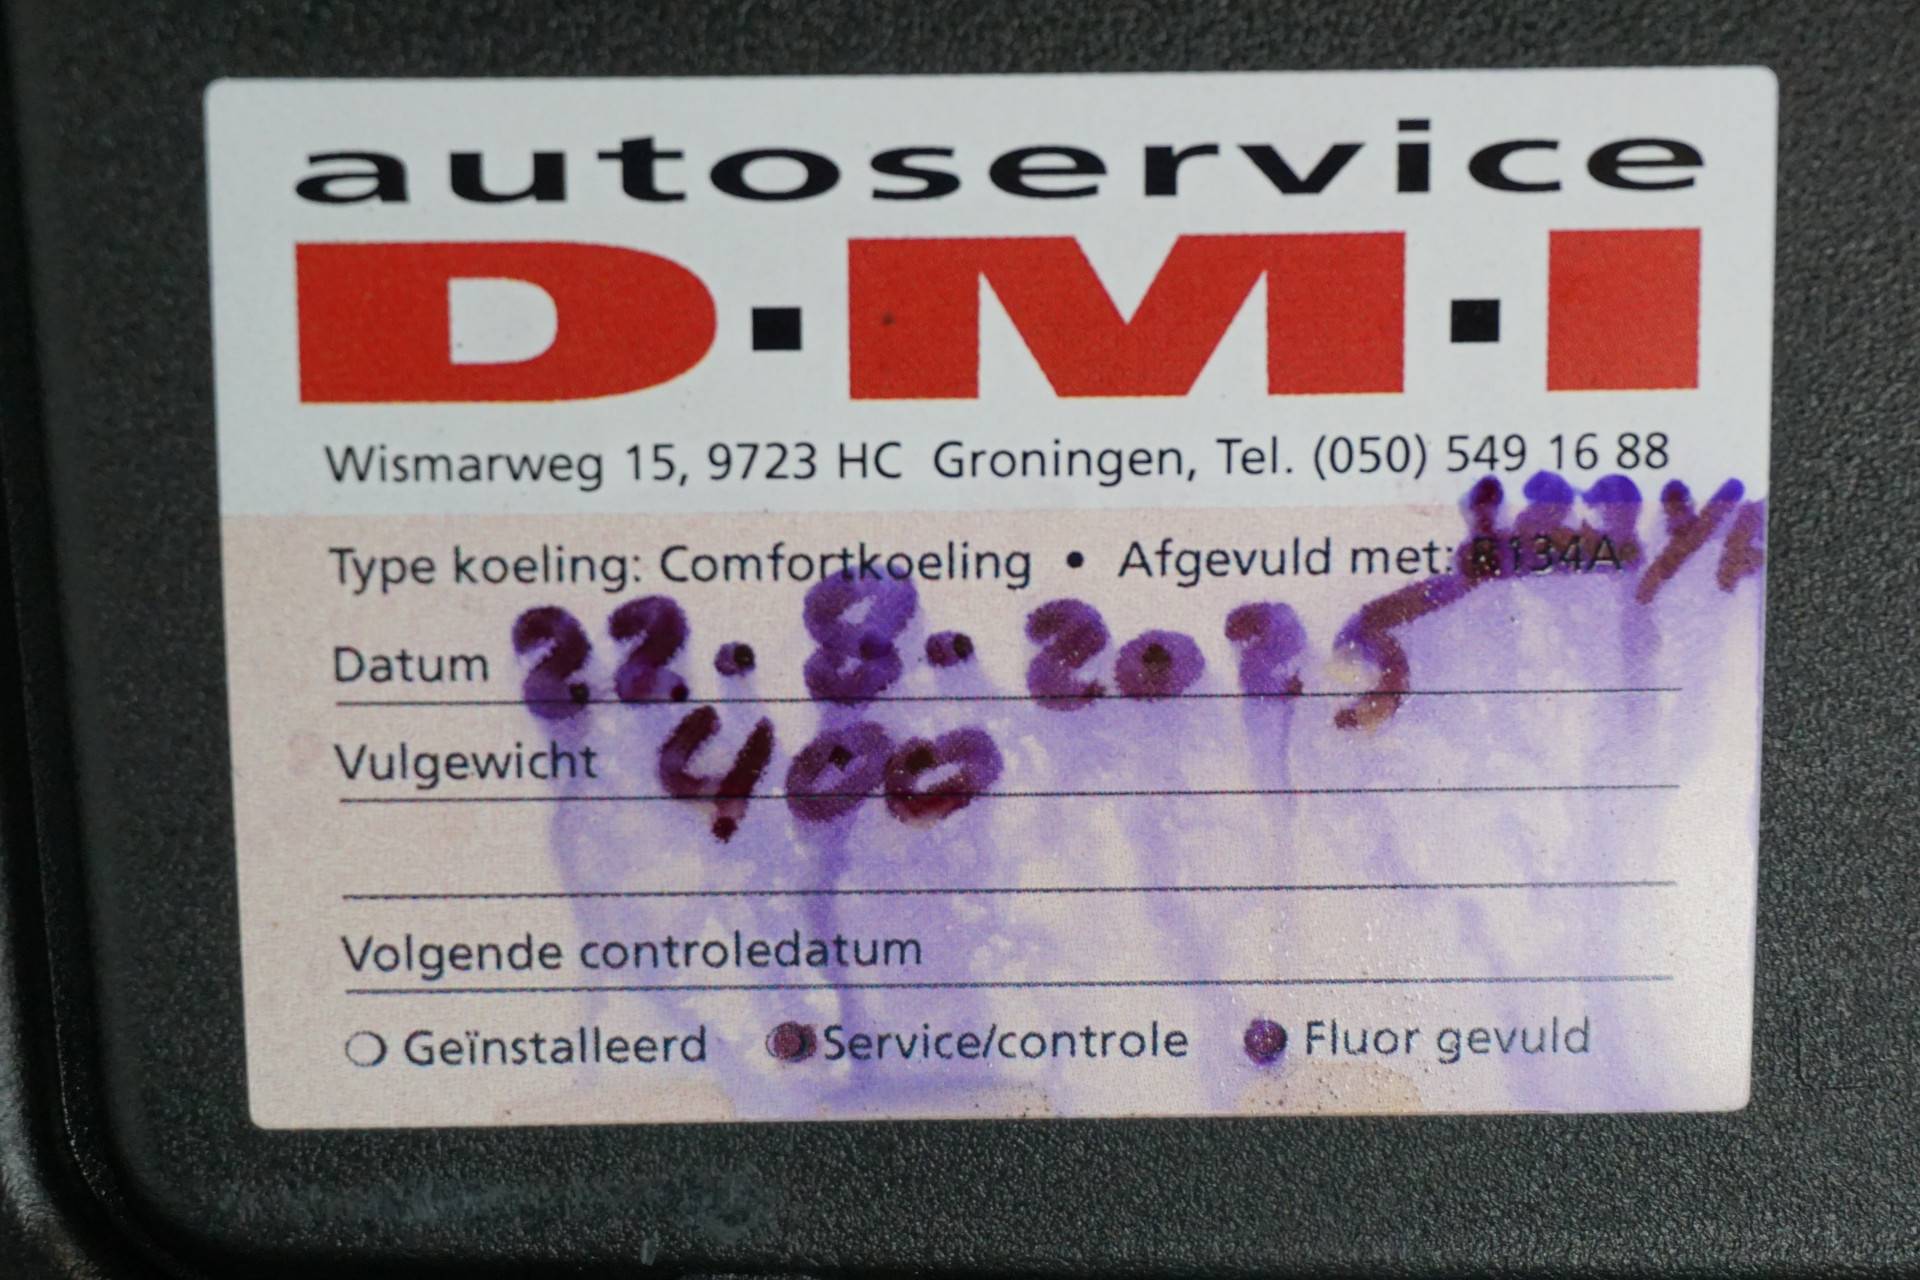 autoservice
D·M·I
Wismarweg 15, 9723 HC Groningen, Tel. (050) 549 16 88
Type koeling: Comfortkoeling • Afgevuld met: R134A
Datum 22.8.2015
Vulgewicht 400
Volgende controledatum
Geïnstalleerd Service/controle Fluor gevuld